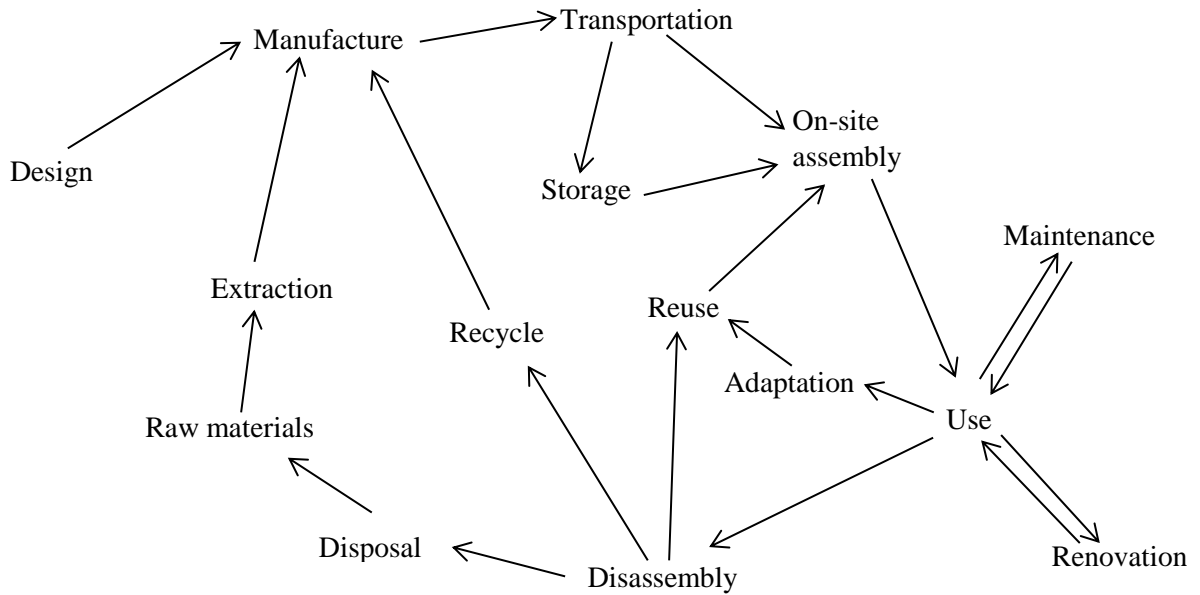 Transportation
Manufacture
On-site
assembly
Design
Storage
Maintenance
Extraction
Reuse
Recycle
Adaptation
Use
Raw materials
Disposal
Renovation
Disassembly